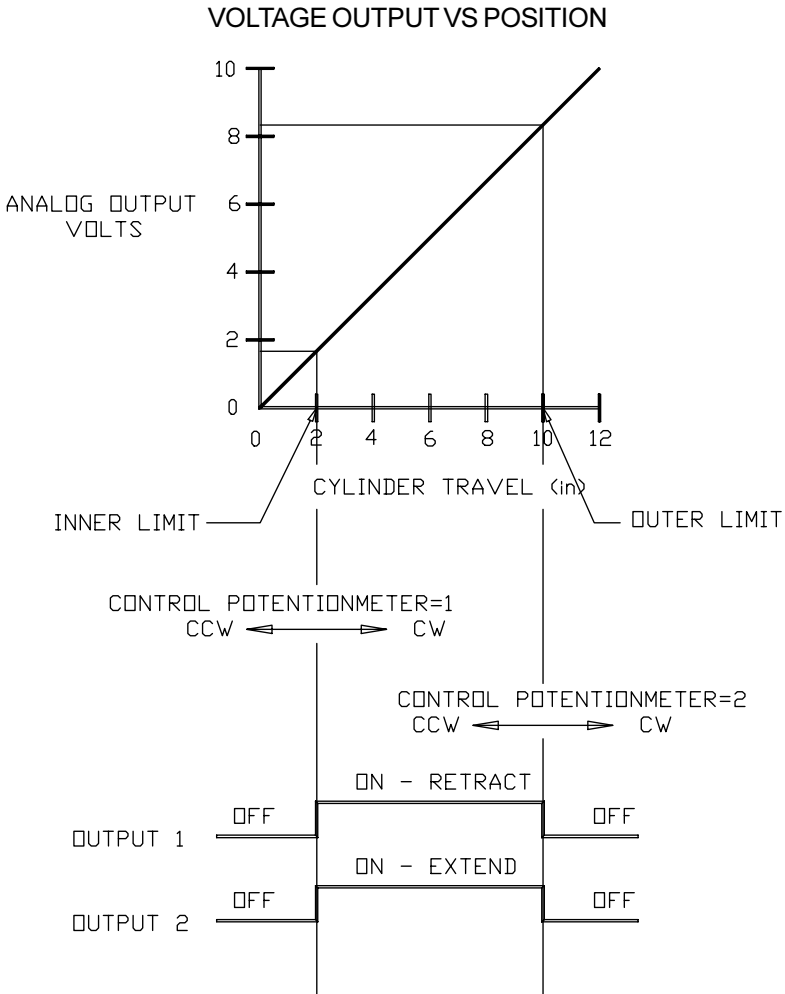 VOLTAGE OUTPUT VS POSITION
10
8
ANALOG OUTPUT
VOLTS
6
4
2
0
0 2 4 6 8 10 12
CYLINDER TRAVEL (in)
INNER LIMIT
OUTER LIMIT
CONTROL POTENTIONMETER=1
CCW CW
CONTROL POTENTIONMETER=2
CCW CW
ON - RETRACT
OFF OFF
OUTPUT 1
ON - EXTEND
OFF OFF
OUTPUT 2